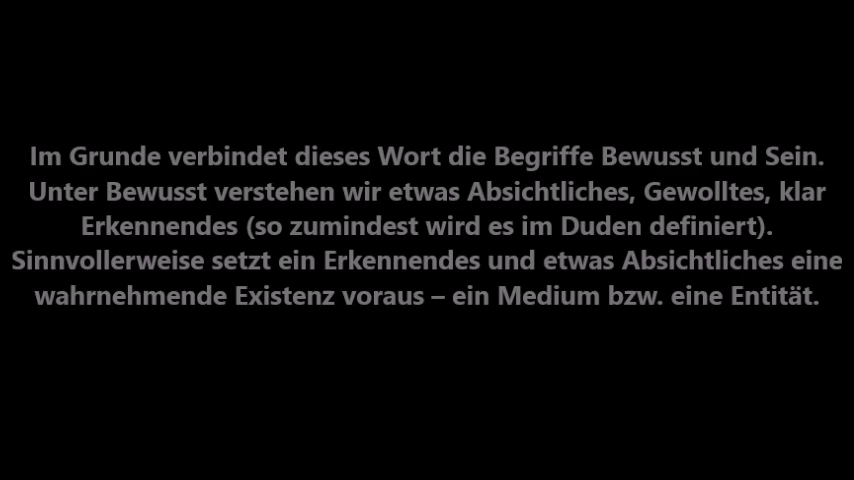 Im Grunde verbindet dieses Wort die Begriffe Bewusst und Sein.
Unter Bewusst verstehen wir etwas Absichtliches, Gewolltes, klar
Erkennendes (so zumindest wird es im Duden definiert).
Sinnvollerweise setzt ein Erkennendes und etwas Absichtliches eine
wahrnehmende Existenz voraus – ein Medium bzw. eine Entität.